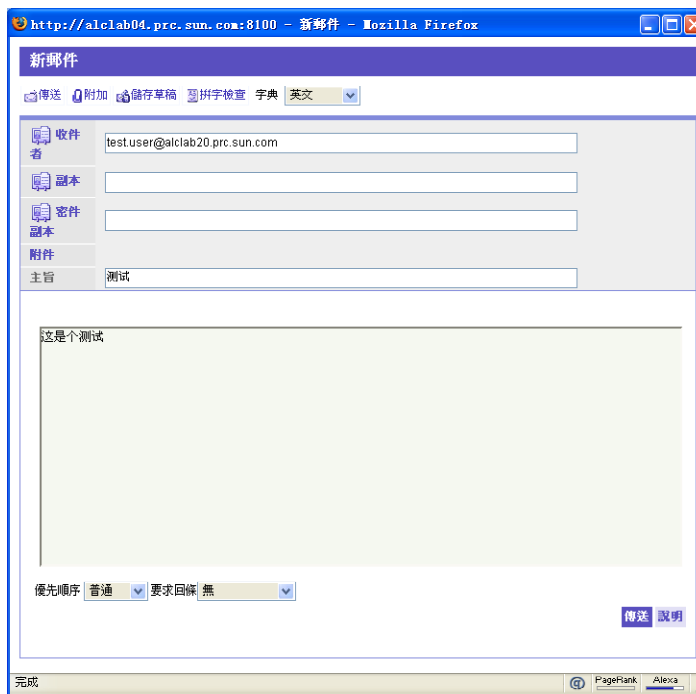 http://alclab04.prc.sun.com:8100 - 新郵件 - Mozilla Firefox
新郵件
傳送 附加 儲存草稿 拼字檢查 字典 英文
收件者 test.user@alclab20.prc.sun.com
副本
密件副本
附件
主旨 测试
这是个测试
優先順序 普通 要求回條 無
傳送 說明
完成 @ PageRank Alexa